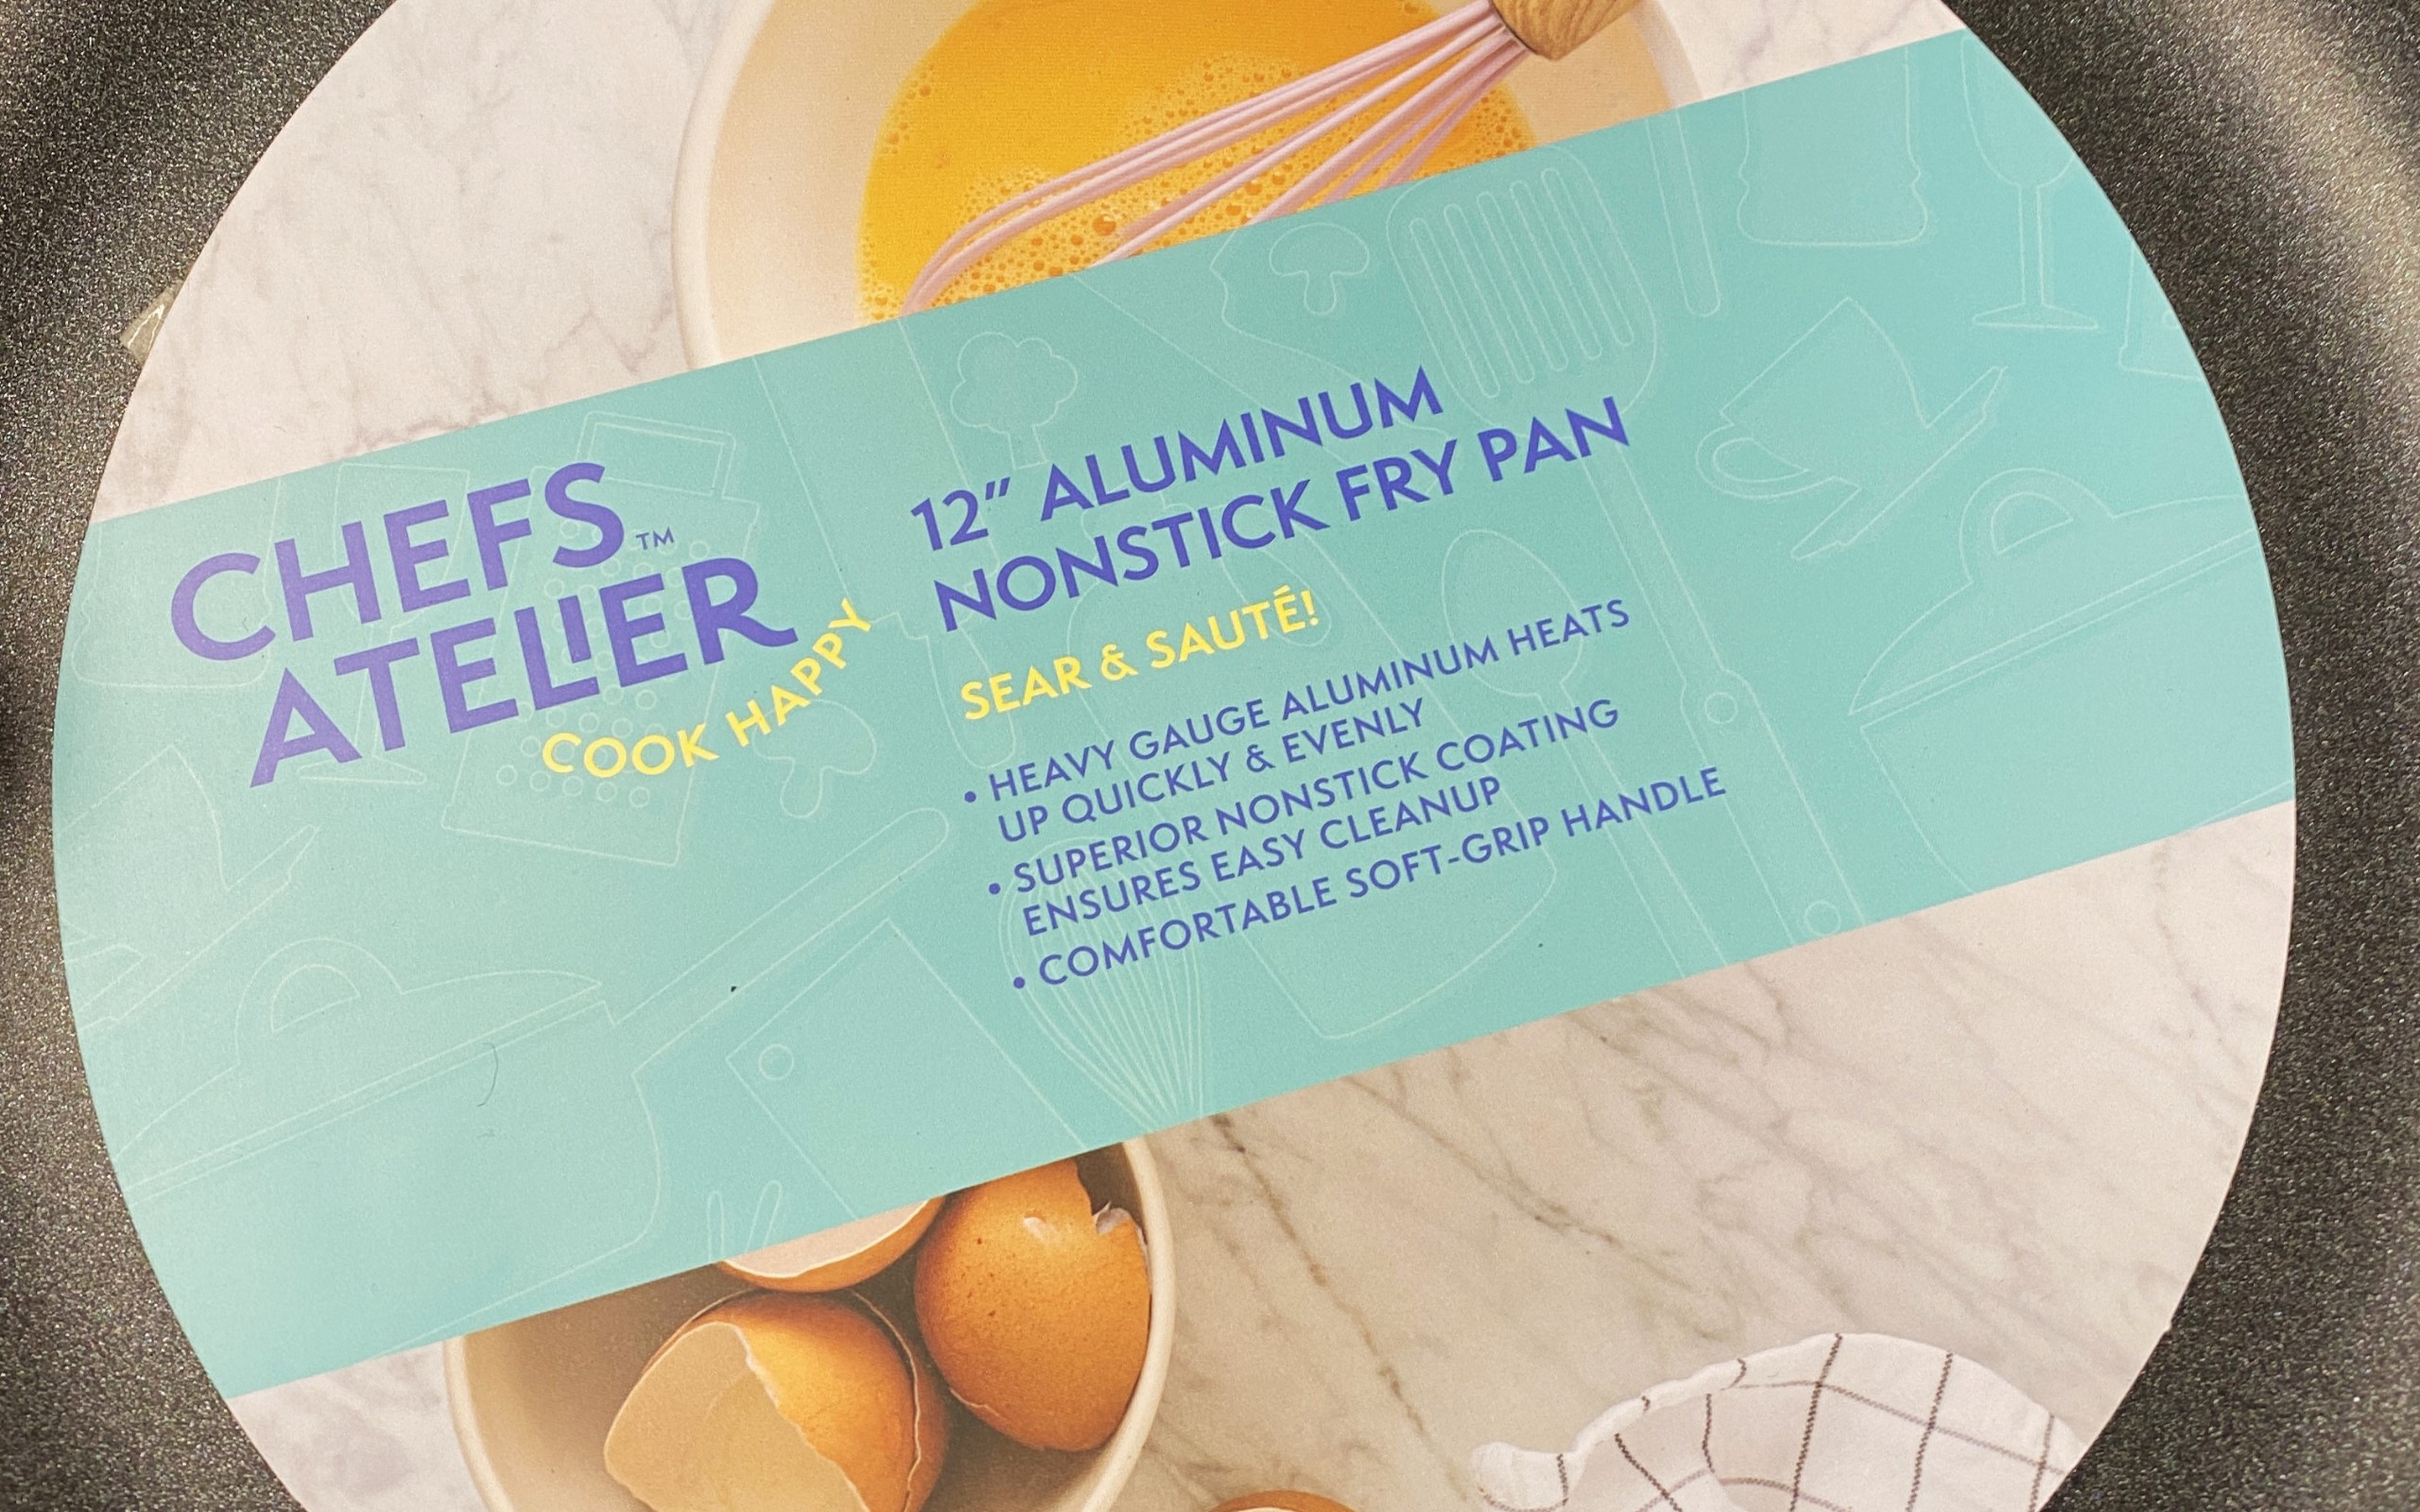 CHEFS™
ATELIER
COOK HAPPY
12" ALUMINUM
NONSTICK FRY PAN
SEAR & SAUTÉ!
• HEAVY GAUGE ALUMINUM HEATS
UP QUICKLY & EVENLY
• SUPERIOR NONSTICK COATING
ENSURES EASY CLEANUP
• COMFORTABLE SOFT-GRIP HANDLE